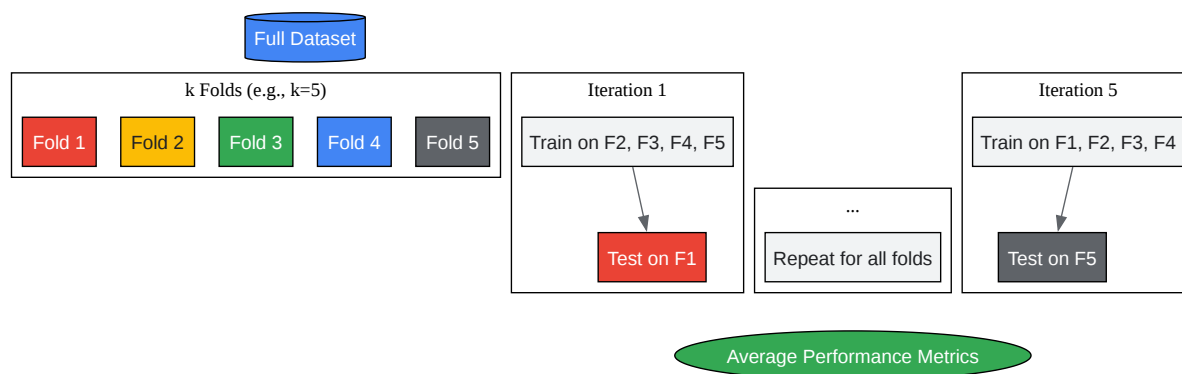 Full Dataset
k Folds (e.g., k=5)
Fold 1
Fold 2
Fold 3
Fold 4
Fold 5
Iteration 1
Train on F2, F3, F4, F5
Test on F1
...
Repeat for all folds
Iteration 5
Train on F1, F2, F3, F4
Test on F5
Average Performance Metrics